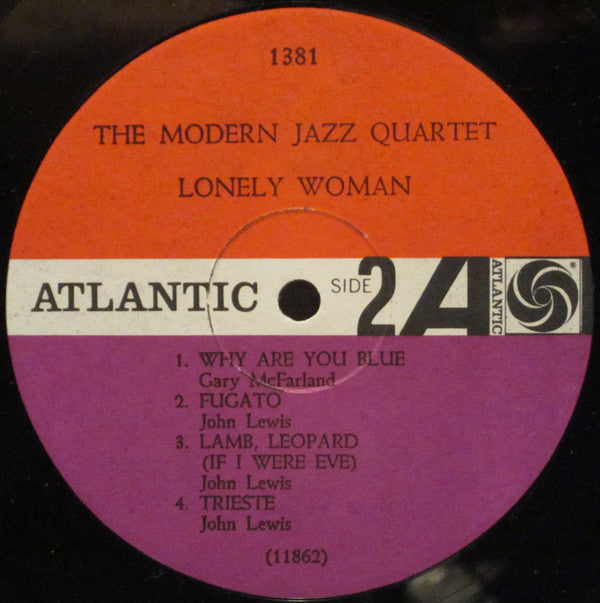 1381
THE MODERN JAZZ QUARTET
LONELY WOMAN
ATLANTIC SIDE 2 A ATLANTIC ®
1. WHY ARE YOU BLUE
Gary McFarland
2. FUGATO
John Lewis
3. LAMB, LEOPARD
(IF I WERE EVE)
John Lewis
4. TRIESTE
John Lewis
(11862)